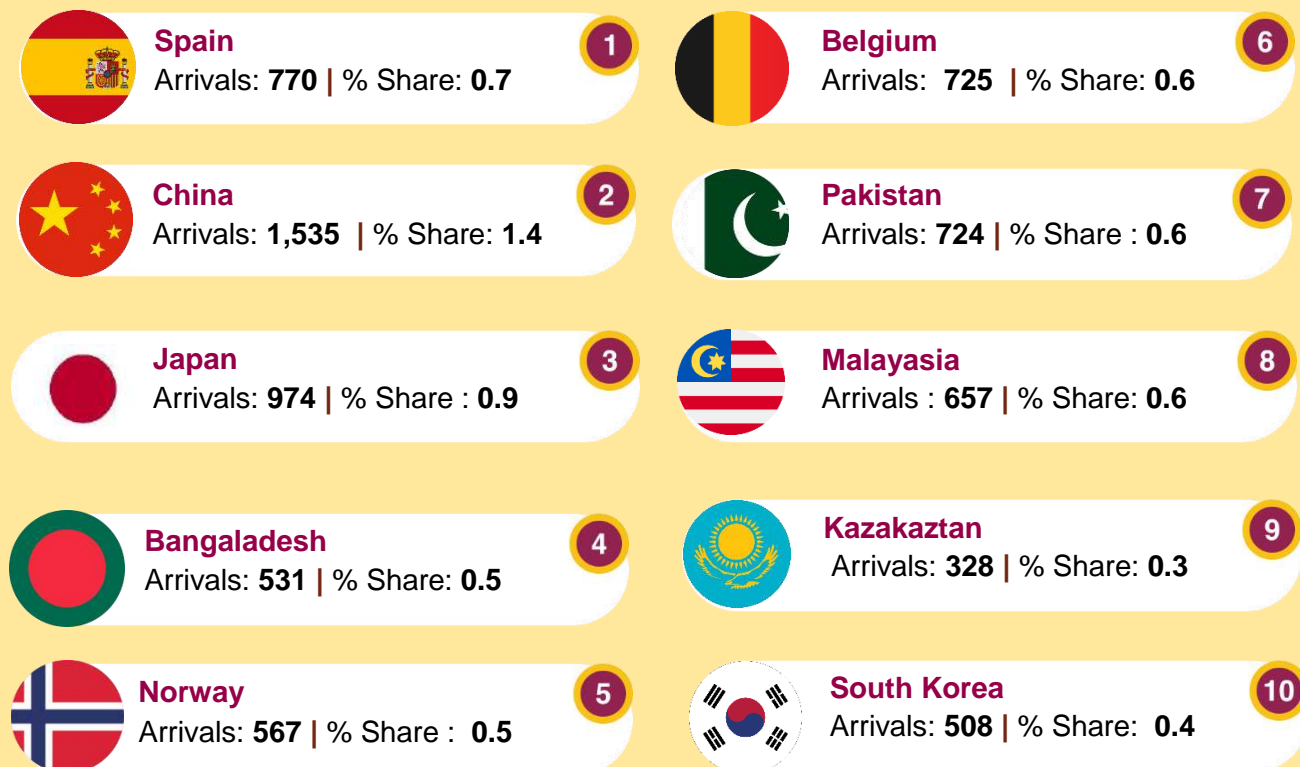 Spain
1
Arrivals: 770 | % Share: 0.7
China
2
Arrivals: 1,535 | % Share: 1.4
Japan
3
Arrivals: 974 | % Share : 0.9
Bangaladesh
4
Arrivals: 531 | % Share: 0.5
Norway
5
Arrivals: 567 | % Share : 0.5
Belgium
6
Arrivals: 725 | % Share: 0.6
Pakistan
7
Arrivals: 724 | % Share : 0.6
Malayasia
8
Arrivals : 657 | % Share: 0.6
Kazakaztan
9
Arrivals: 328 | % Share: 0.3
South Korea
10
Arrivals: 508 | % Share: 0.4